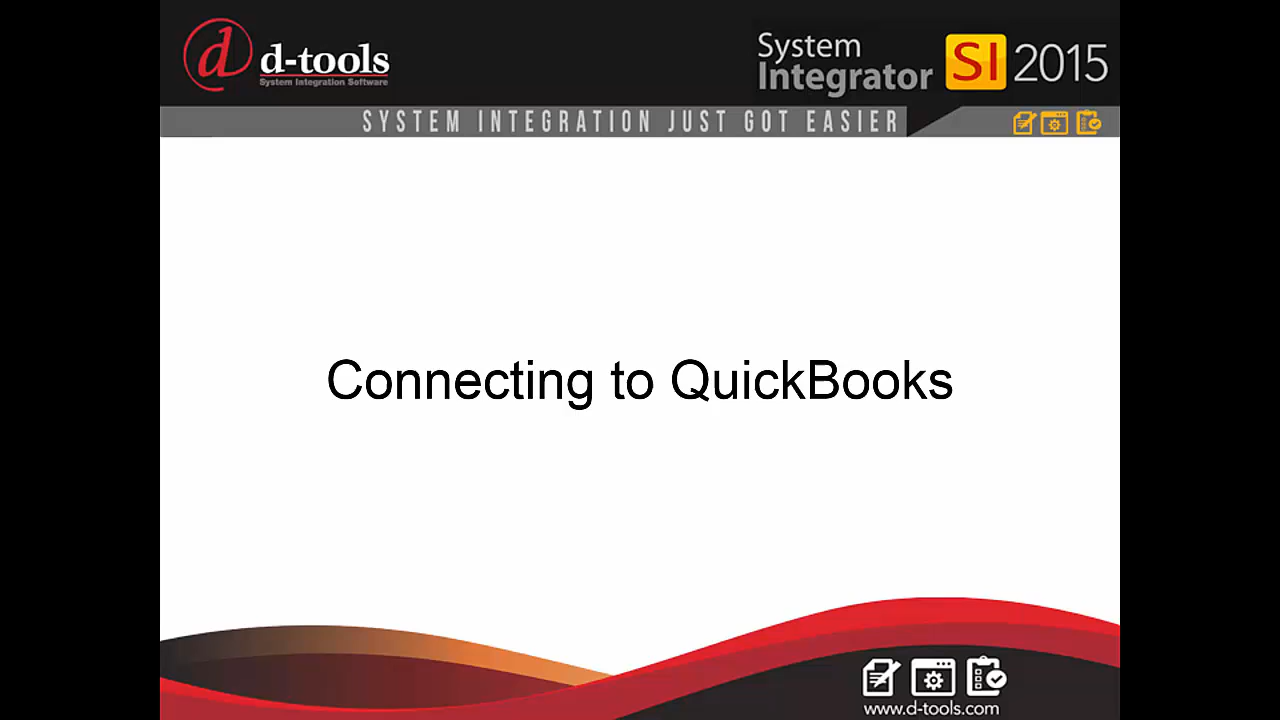 d d-tools
System Integration Software
System
Integrator
SI 2015
SYSTEM INTEGRATION JUST GOT EASIER
Connecting to QuickBooks
www.d-tools.com